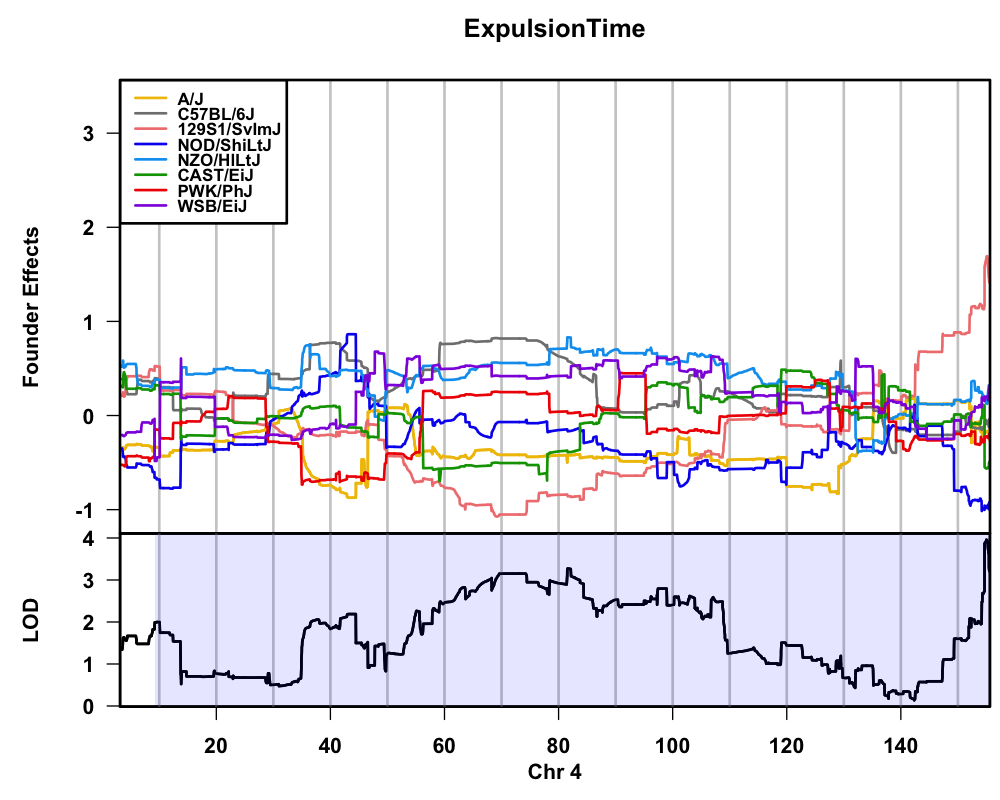 ExpulsionTime
A/J
C57BL/6J
129S1/SvImJ
NOD/ShiLtJ
NZO/HlLtJ
CAST/EiJ
PWK/PhJ
WSB/EiJ
Founder Effects
3
2
1
0
-1
LOD
4
3
2
1
0
20 40 60 80 100 120 140
Chr 4